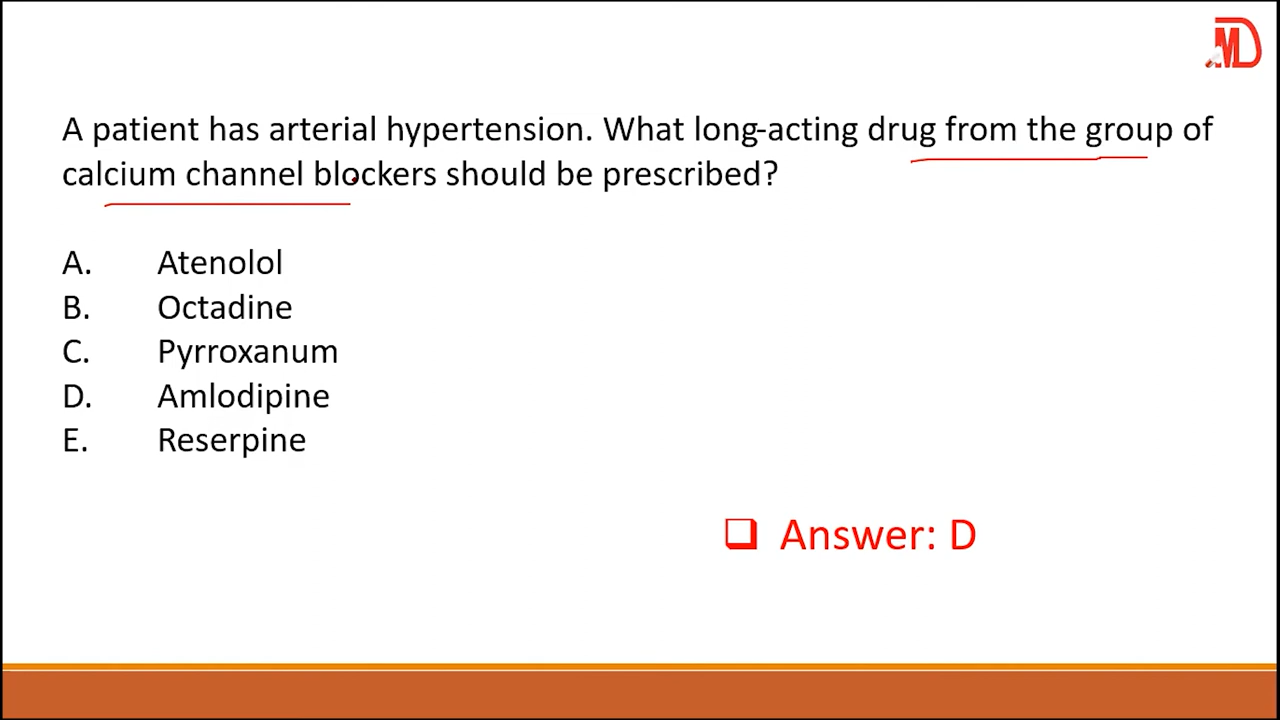 MD
A patient has arterial hypertension. What long-acting drug from the group of
calcium channel blockers should be prescribed?
A. Atenolol
B. Octadine
C. Pyrroxanum
D. Amlodipine
E. Reserpine
❑ Answer: D